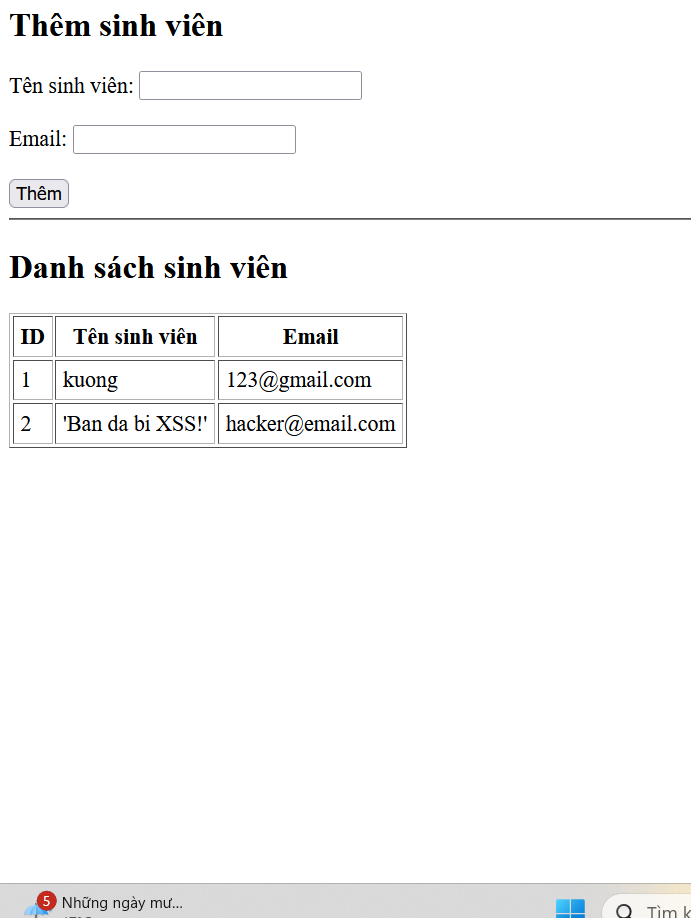 Thêm sinh viên
Tên sinh viên:
Email:
Thêm
Danh sách sinh viên
ID Tên sinh viên Email
1 kuong 123@gmail.com
2 'Ban da bi XSS!' hacker@email.com
5 Những ngày mư...
Tìm k